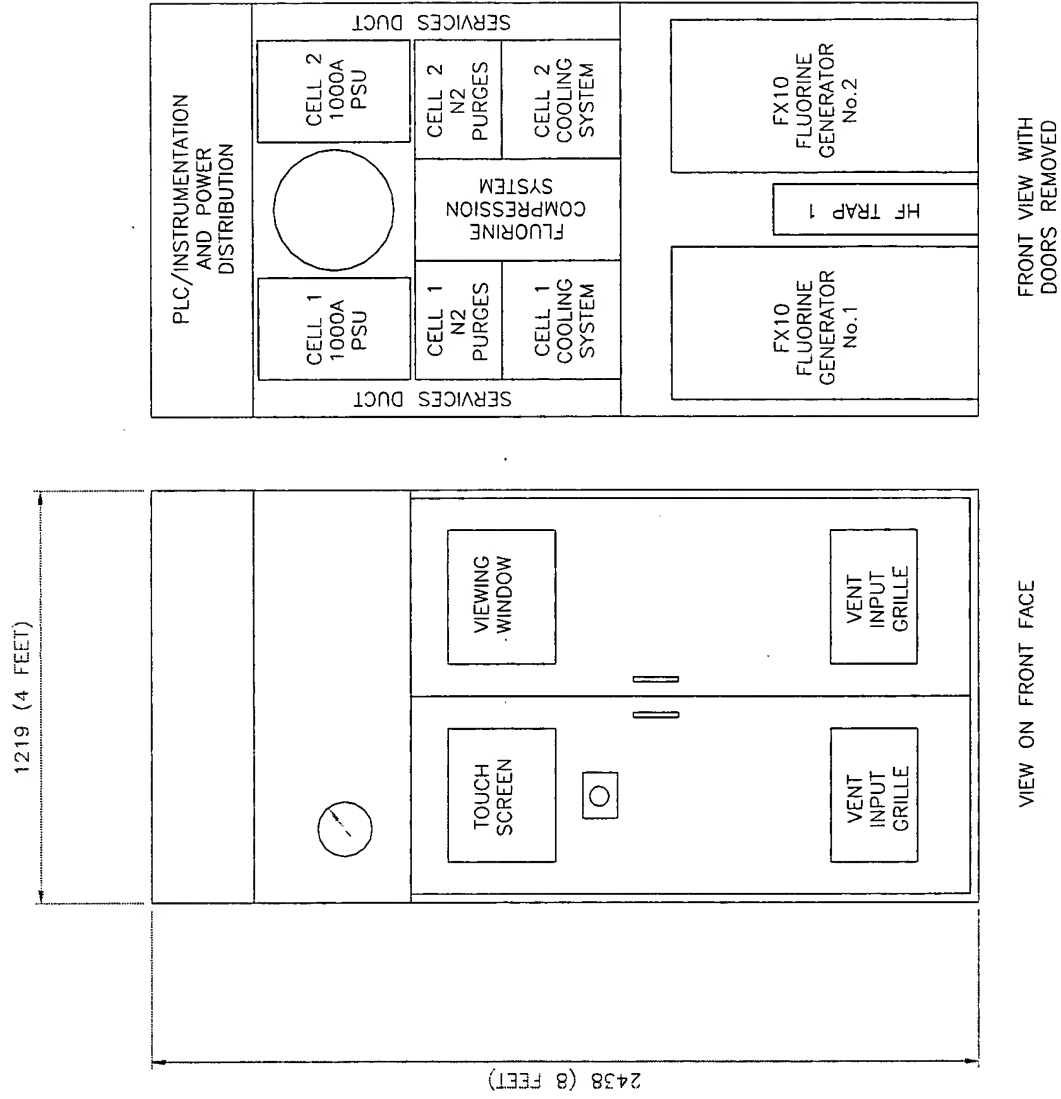 1219 (4 FEET)
2438 (8 FEET)
TOUCH
SCREEN
VIEWING
WINDOW
VENT
INPUT
GRILLE
VENT
INPUT
GRILLE
VIEW ON FRONT FACE
PLC/INSTRUMENTATION
AND POWER
DISTRIBUTION
SERVICES DUCT
CELL 1
1000A
PSU
CELL 2
1000A
PSU
SERVICES DUCT
CELL 1
N2
PURGES
FLUORINE
COMPRESSION
SYSTEM
CELL 2
N2
PURGES
CELL 1
COOLING
SYSTEM
CELL 2
COOLING
SYSTEM
FX10
FLUORINE
GENERATOR
No.1
HF TRAP 1
FX10
FLUORINE
GENERATOR
No.2
FRONT VIEW WITH
DOORS REMOVED